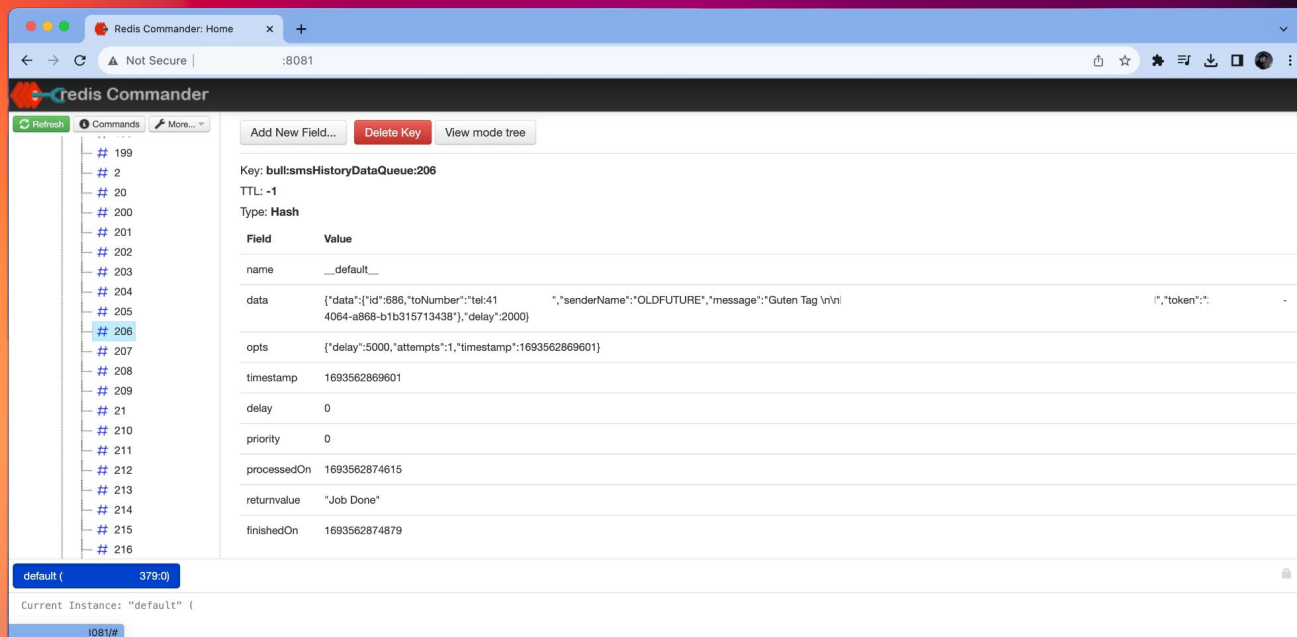 Redis Commander: Home
Not Secure | :8081
redis Commander
Refresh Commands More...
Add New Field... Delete Key View mode tree
199
2
20
200
201
202
203
204
205
206
207
208
209
21
210
211
212
213
214
215
216
Key: bull:smsHistoryDataQueue:206
TTL: -1
Type: Hash
Field Value
name __default__
data {"data":{"id":686,"toNumber":"tel:41 ","senderName":"OLDFUTURE","message":"Guten Tag \n\n ","token":" -
4064-a868-b1b315713438"},"delay":2000}
opts {"delay":5000,"attempts":1,"timestamp":1693562869601}
timestamp 1693562869601
delay 0
priority 0
processedOn 1693562874615
returnvalue "Job Done"
finishedOn 1693562874879
default ( 379:0)
Current Instance: "default" (
8081/#